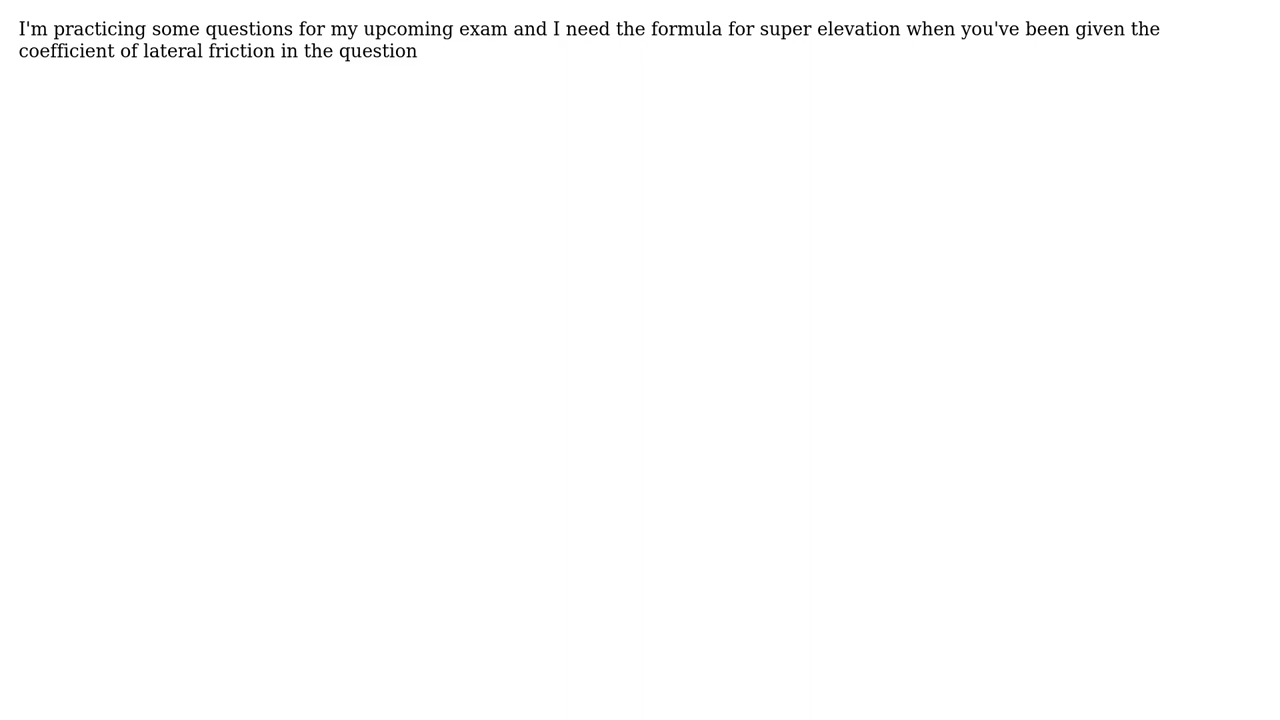 I'm practicing some questions for my upcoming exam and I need the formula for super elevation when you've been given the
coefficient of lateral friction in the question